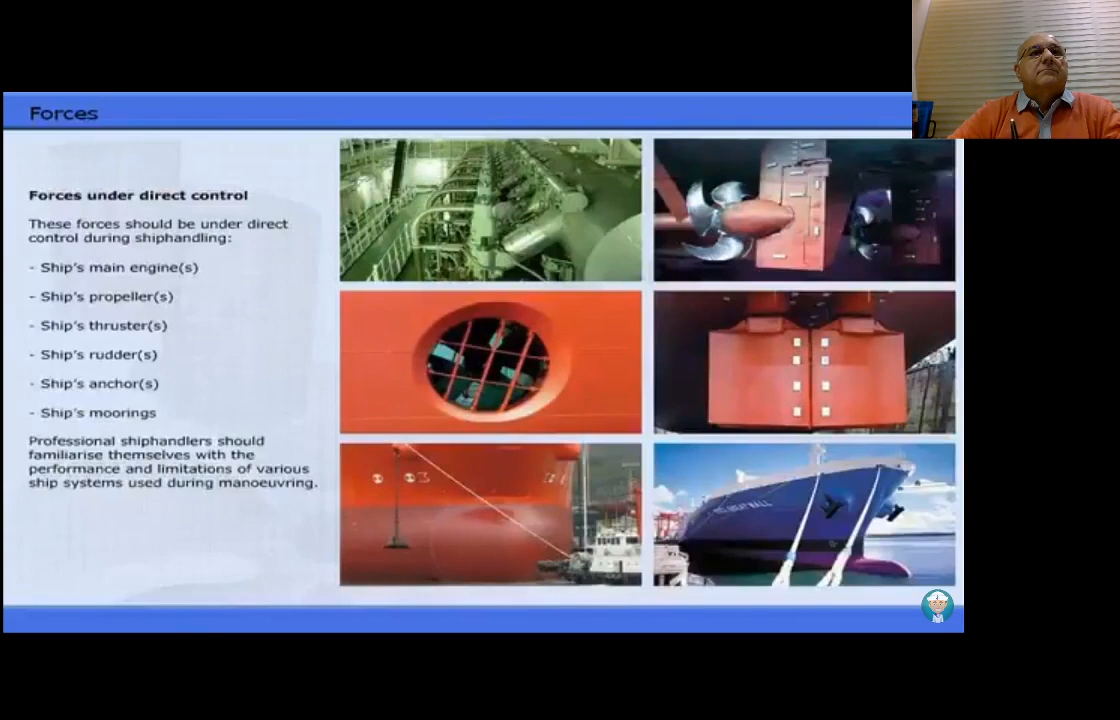 Forces
Forces under direct control
These forces should be under direct
control during shiphandling:
- Ship's main engine(s)
- Ship's propeller(s)
- Ship's thruster(s)
- Ship's rudder(s)
- Ship's anchor(s)
- Ship's moorings
Professional shiphandlers should
familiarise themselves with the
performance and limitations of various
ship systems used during manoeuvring.